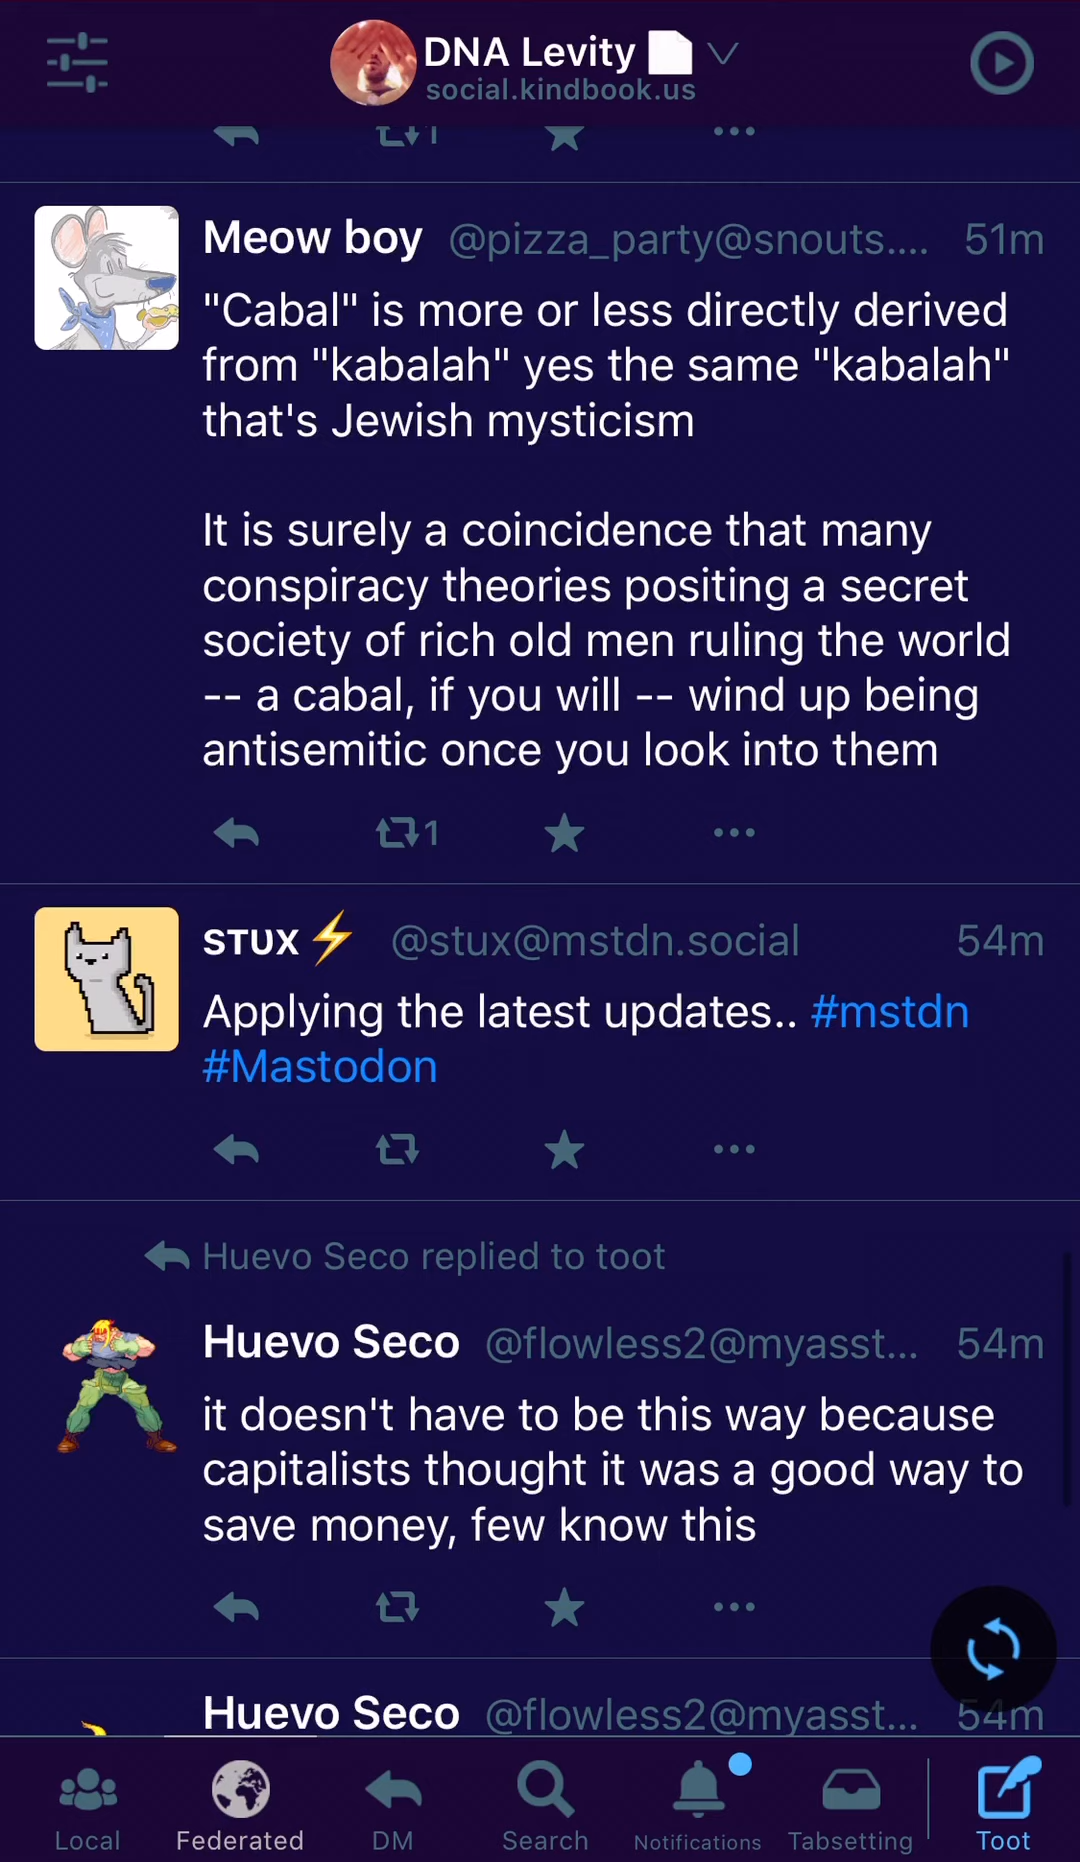 DNA Levity
social.kindbook.us
1
Meow boy @pizza_party@snouts.... 51m
"Cabal" is more or less directly derived
from "kabalah" yes the same "kabalah"
that's Jewish mysticism
It is surely a coincidence that many
conspiracy theories positing a secret
society of rich old men ruling the world
-- a cabal, if you will -- wind up being
antisemitic once you look into them
1
STUX⚡ @stux@mstdn.social 54m
Applying the latest updates.. #mstdn
#Mastodon
Huevo Seco replied to toot
Huevo Seco @flowless2@myasst... 54m
it doesn't have to be this way because
capitalists thought it was a good way to
save money, few know this
Huevo Seco @flowless2@myasst... 54m
Local Federated DM Search Notifications Tabsetting Toot